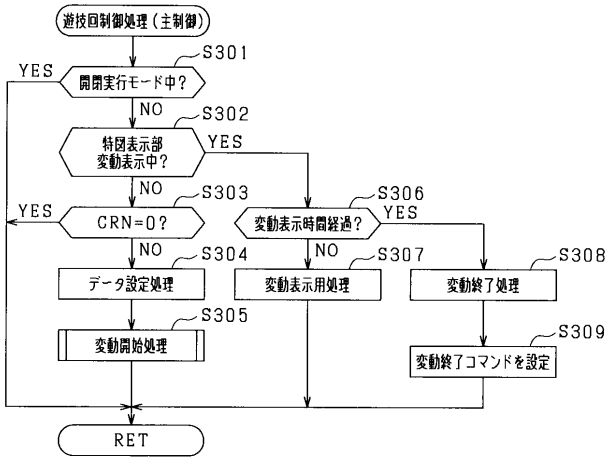 遊技回制御処理(主制御)
S301
YES
開閉実行モード中?
NO
S302
特図表示部
変動表示中?
YES
NO
S303
YES
CRN=0?
NO
S306
変動表示時間経過?
YES
NO
S304
データ設定処理
S307
変動表示用処理
S308
変動終了処理
S305
変動開始処理
S309
変動終了コマンドを設定
RET